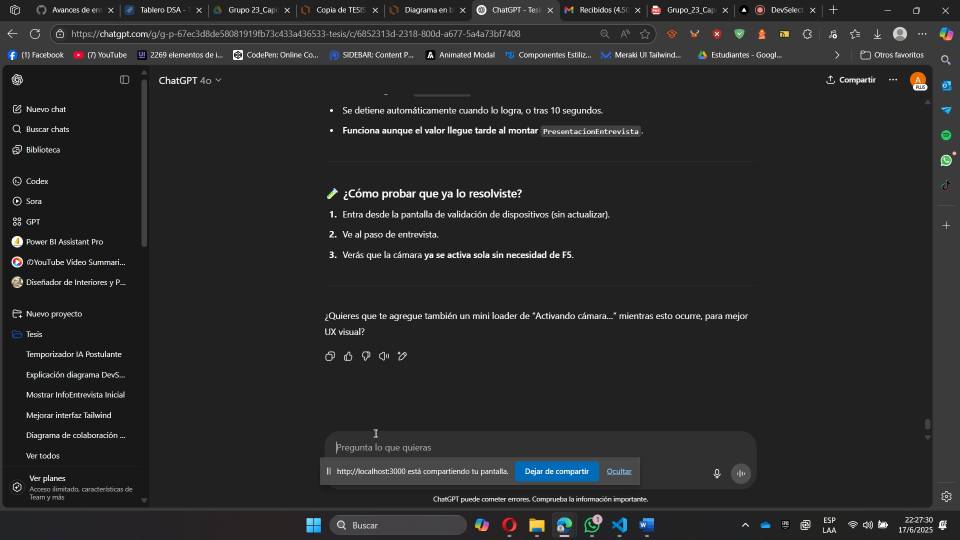 Avances de en
Tablero DSA - T
Grupo 23_Cap
Copia de TESIS
Diagrama en b
ChatGPT - Tesi
Recibidos (4.50
Grupo_23_Cap
DevSelect
https://chatgpt.com/g/g-p-67ec3d8de58081919fb73c433a436533-tesis/c/6852313d-2318-800d-a677-5a4a73bf7408
(1) Facebook
(7) YouTube
2269 elementos de i...
CodePen: Online Co...
SIDEBAR: Content P...
Animated Modal
Componentes Estiliz...
Meraki UI Tailwind...
Estudiantes - Googl...
Otros favoritos
ChatGPT 4o
Compartir
PLUS
Nuevo chat
Buscar chats
Biblioteca
Codex
Sora
GPT
Power BI Assistant Pro
YouTube Video Summari...
Diseñador de Interiores y P...
Nuevo proyecto
Tesis
Temporizador IA Postulante
Explicación diagrama DevS...
Mostrar InfoEntrevista Inicial
Mejorar interfaz Tailwind
Diagrama de colaboración ...
Ver todos
Ver planes
Acceso ilimitado, características de
Team y más
Se detiene automáticamente cuando lo logra, o tras 10 segundos.
Funciona aunque el valor llegue tarde al montar PresentacionEntrevista.
¿Cómo probar que ya lo resolviste?
1. Entra desde la pantalla de validación de dispositivos (sin actualizar).
2. Ve al paso de entrevista.
3. Verás que la cámara ya se activa sola sin necesidad de F5.
¿Quieres que te agregue también un mini loader de "Activando cámara..." mientras esto ocurre, para mejor
UX visual?
Pregunta lo que quieras
http://localhost:3000 está compartiendo tu pantalla.
Dejar de compartir
Ocultar
ChatGPT puede cometer errores. Comprueba la información importante.
Buscar
1
ESP
LAA
22:27:30
17/6/2025